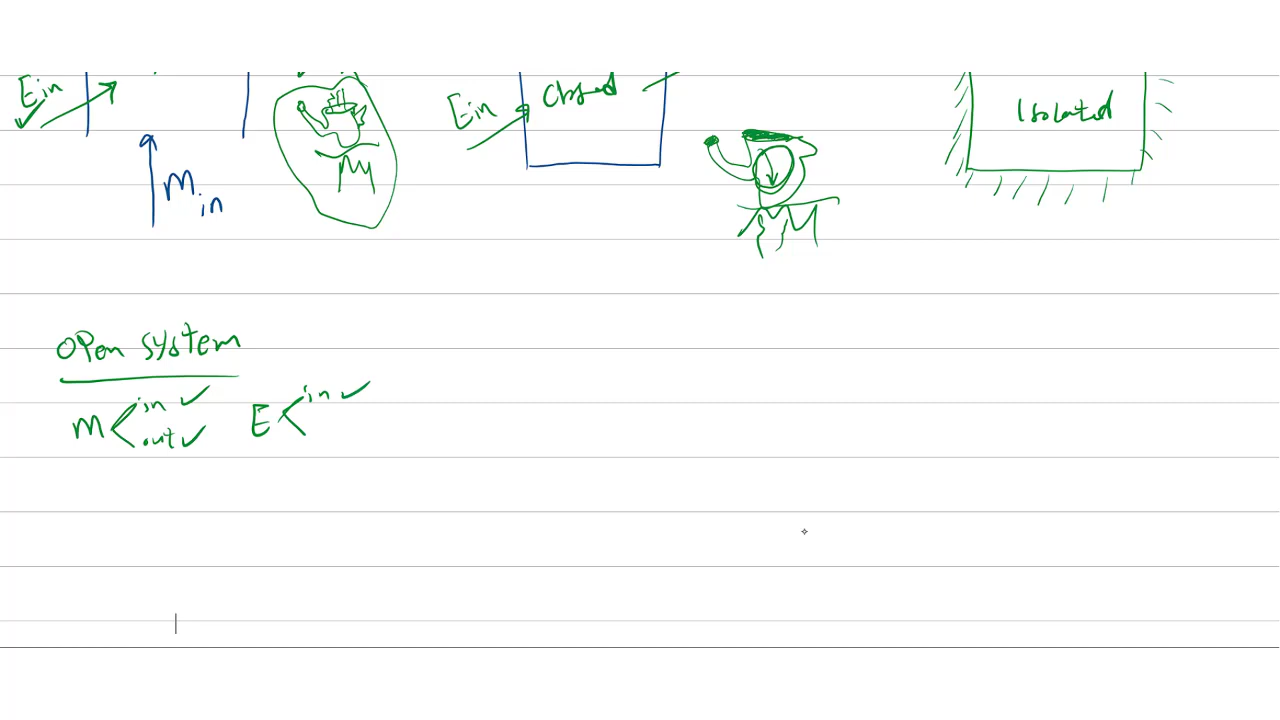 Ein
Ein
Closed
Isolated
Min
open system
m < in ✓ E < in ✓
out ✓